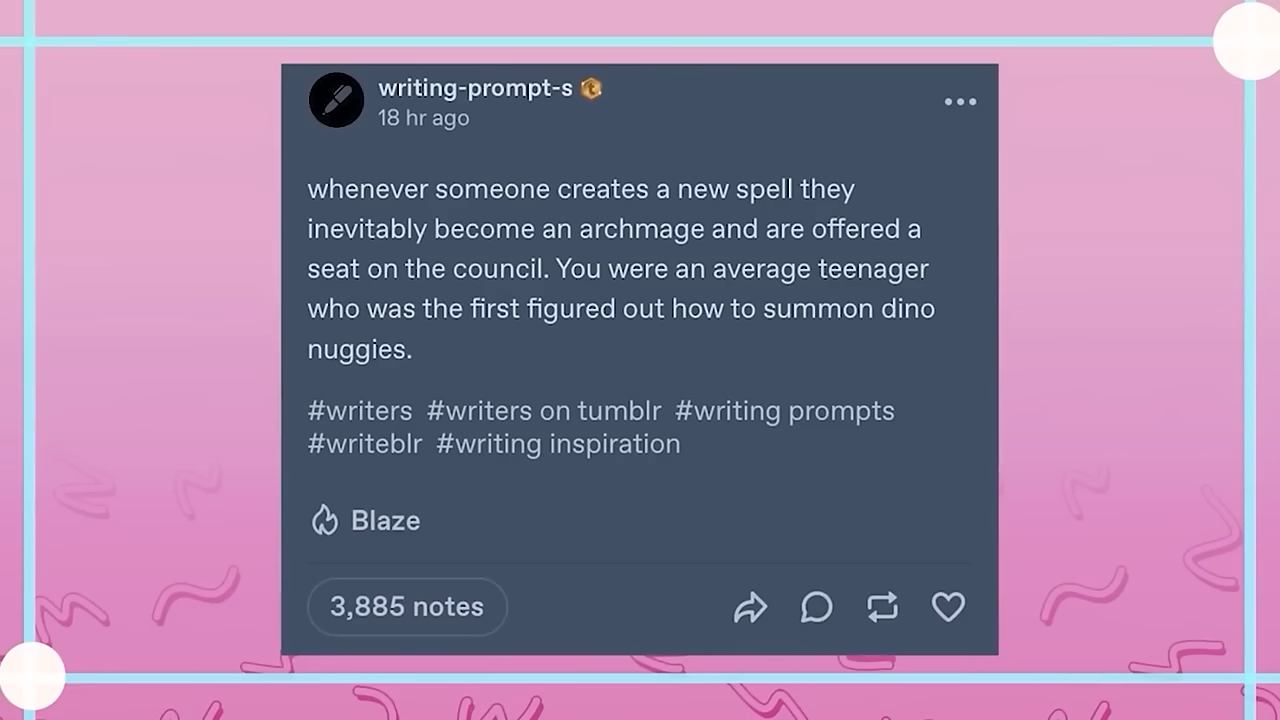 writing-prompt-s
18 hr ago
whenever someone creates a new spell they
inevitably become an archmage and are offered a
seat on the council. You were an average teenager
who was the first figured out how to summon dino
nuggies.
#writers #writers on tumblr #writing prompts
#writeblr #writing inspiration
Blaze
3,885 notes